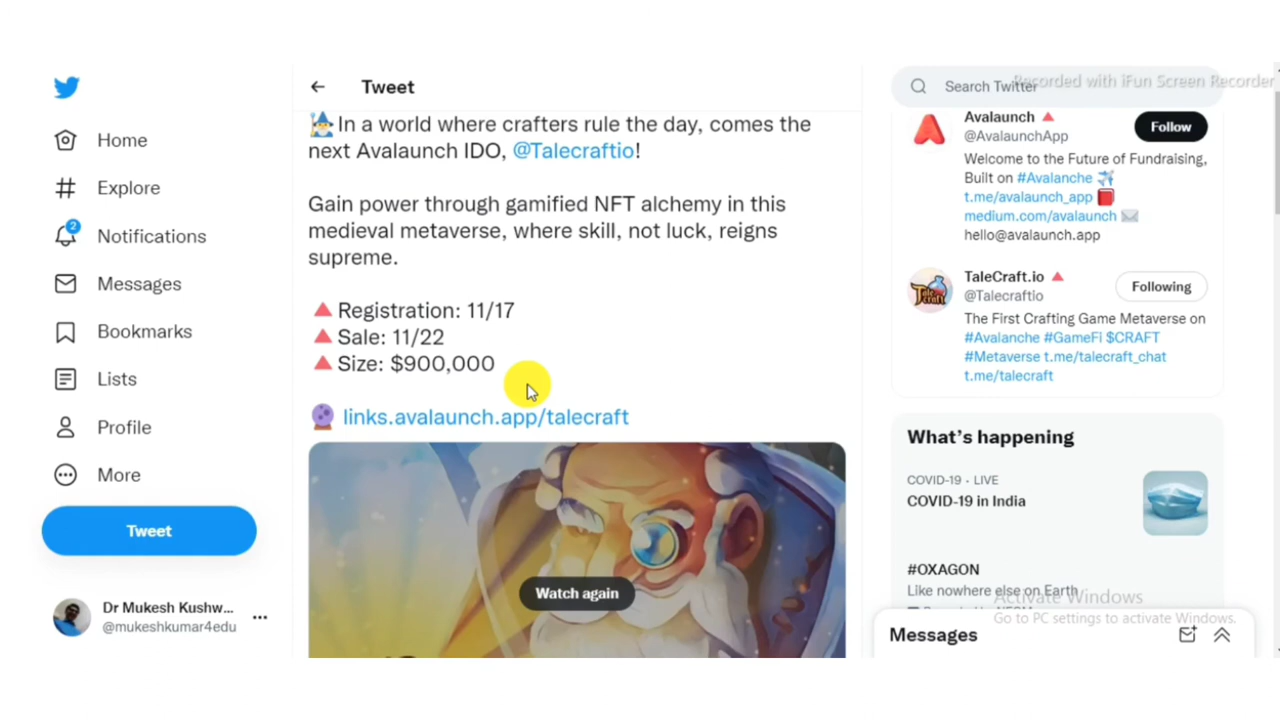 Home
Explore
2
Notifications
Messages
Bookmarks
Lists
Profile
More
Tweet
Dr Mukesh Kushw...
@mukeshkumar4edu
Tweet
In a world where crafters rule the day, comes the
next Avalaunch IDO, @Talecraftio!
Gain power through gamified NFT alchemy in this
medieval metaverse, where skill, not luck, reigns
supreme.
Registration: 11/17
Sale: 11/22
Size: $900,000
links.avalaunch.app/talecraft
Watch again
Search Twitter
Recorded with iFun Screen Recorder
Avalaunch
@AvalaunchApp
Follow
Welcome to the Future of Fundraising,
Built on #Avalanche
t.me/avalaunch_app
medium.com/avalaunch
hello@avalaunch.app
Tale craft
TaleCraft.io
@Talecraftio
Following
The First Crafting Game Metaverse on
#Avalanche #GameFi $CRAFT
#Metaverse t.me/talecraft_chat
t.me/talecraft
What's happening
COVID-19 · LIVE
COVID-19 in India
#OXAGON
Like nowhere else on Earth
Activate Windows
Go to PC settings to activate Windows.
Messages